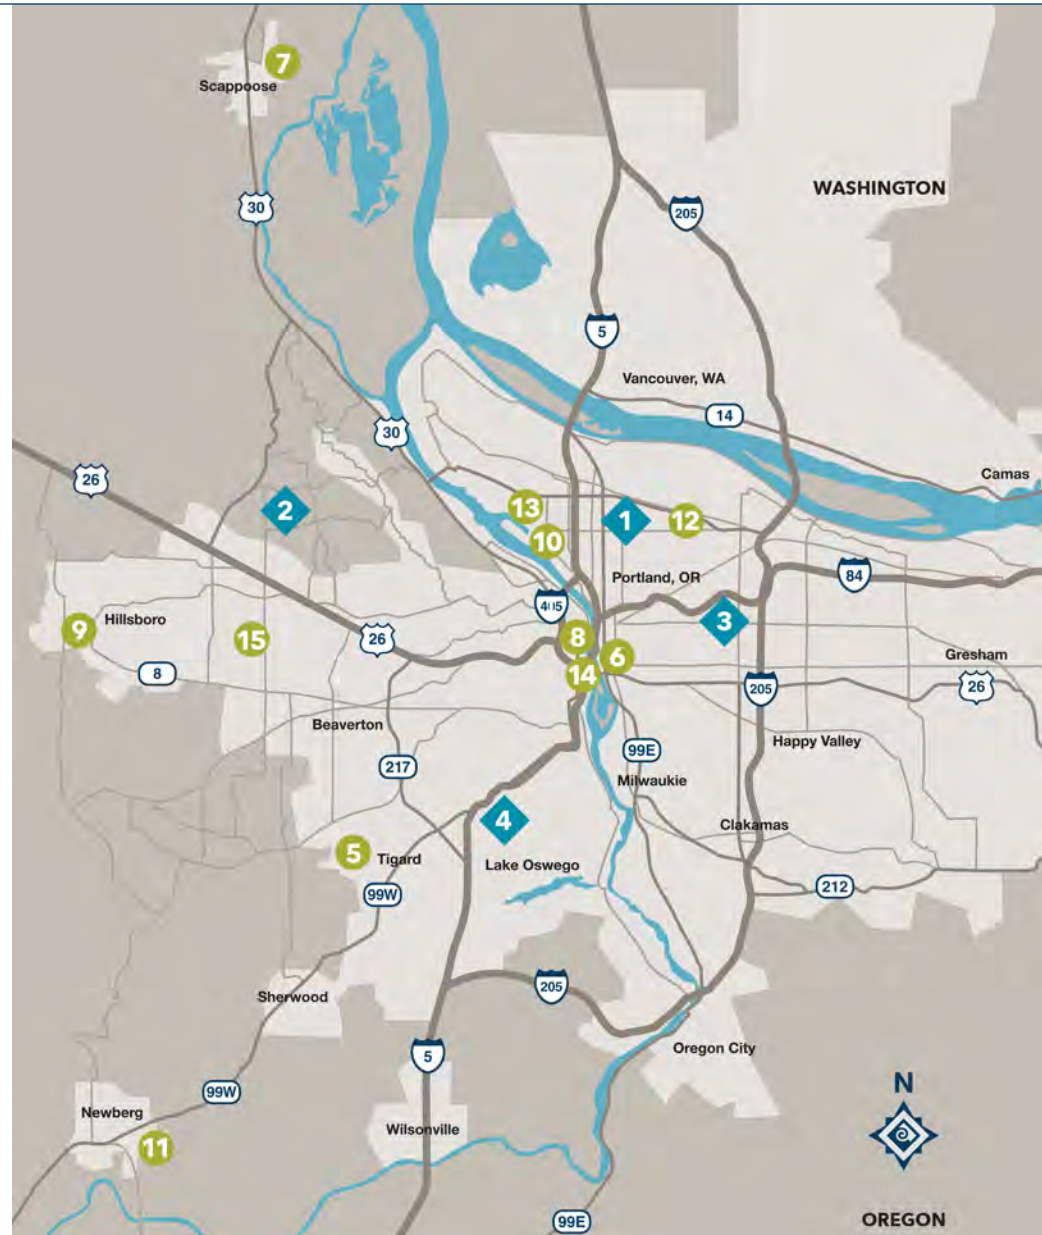 7
Scappoose
WASHINGTON
30
205
5
Vancouver, WA
14
30
26
Camas
2
13
1
12
10
Portland, OR
84
405
3
Hillsboro
9
15
26
8
6
Gresham
8
14
205
26
Beaverton
99E
Happy Valley
217
Milwaukie
4
Clakamas
5
Tigard
Lake Oswego
99W
212
205
Sherwood
5
Oregon City
N
99W
Newberg
Wilsonville
11
99E
OREGON